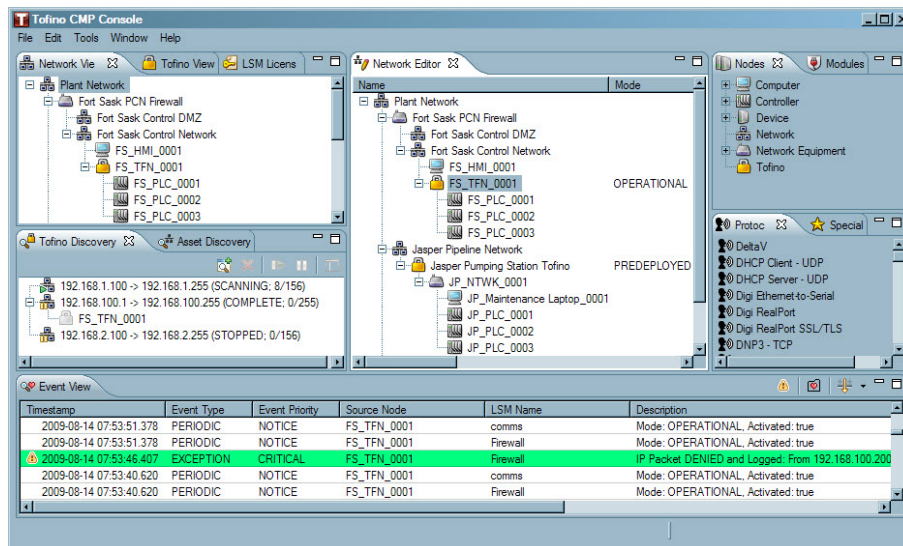 Tofino CMP Console
File Edit Tools Window Help
Network Vie
Tofino View
LSM Licens
Plant Network
Fort Sask PCN Firewall
Fort Sask Control DMZ
Fort Sask Control Network
FS_HMI_0001
FS_TFN_0001
FS_PLC_0001
FS_PLC_0002
FS_PLC_0003
Tofino Discovery
Asset Discovery
192.168.1.100 -> 192.168.1.255 (SCANNING; 8/156)
192.168.100.1 -> 192.168.100.255 (COMPLETE; 0/255)
FS_TFN_0001
192.168.2.100 -> 192.168.2.255 (STOPPED; 0/156)
Network Editor
Name Mode
Plant Network
Fort Sask PCN Firewall
Fort Sask Control DMZ
Fort Sask Control Network
FS_HMI_0001
FS_TFN_0001 OPERATIONAL
FS_PLC_0001
FS_PLC_0002
FS_PLC_0003
Jasper Pipeline Network
Jasper Pumping Station Tofino PREDEPLOYED
JP_NTWK_0001
JP_Maintenance Laptop_0001
JP_PLC_0001
JP_PLC_0002
JP_PLC_0003
Nodes
Modules
Computer
Controller
Device
Network
Network Equipment
Tofino
Protoc
Special
DeltaV
DHCP Client - UDP
DHCP Server - UDP
Digi Ethernet-to-Serial
Digi RealPort
Digi RealPort SSL/TLS
DNP3 - TCP
Event View
Timestamp Event Type Event Priority Source Node LSM Name Description
2009-08-14 07:53:51.378 PERIODIC NOTICE FS_TFN_0001 comms Mode: OPERATIONAL, Activated: true
2009-08-14 07:53:51.378 PERIODIC NOTICE FS_TFN_0001 Firewall Mode: OPERATIONAL, Activated: true
2009-08-14 07:53:46.407 EXCEPTION CRITICAL FS_TFN_0001 Firewall IP Packet DENIED and Logged: From 192.168.100.200
2009-08-14 07:53:40.620 PERIODIC NOTICE FS_TFN_0001 comms Mode: OPERATIONAL, Activated: true
2009-08-14 07:53:40.620 PERIODIC NOTICE FS_TFN_0001 Firewall Mode: OPERATIONAL, Activated: true